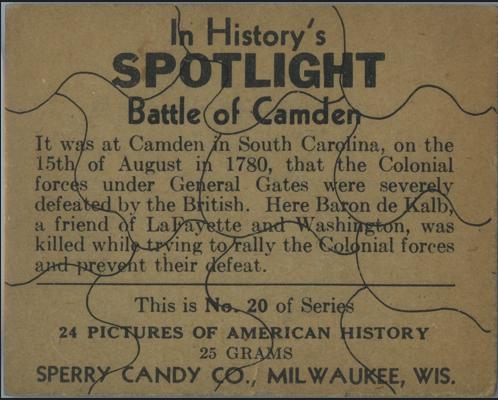 In History's
SPOTLIGHT
Battle of Camden
It was at Camden in South Carolina, on the
15th of August in 1780, that the Colonial
forces under General Gates were severely
defeated by the British. Here Baron de Kalb,
a friend of LaFayette and Washington, was
killed while trying to rally the Colonial forces
and prevent their defeat.
This is No. 20 of Series
24 PICTURES OF AMERICAN HISTORY
25 GRAMS
SPERRY CANDY CO., MILWAUKEE, WIS.